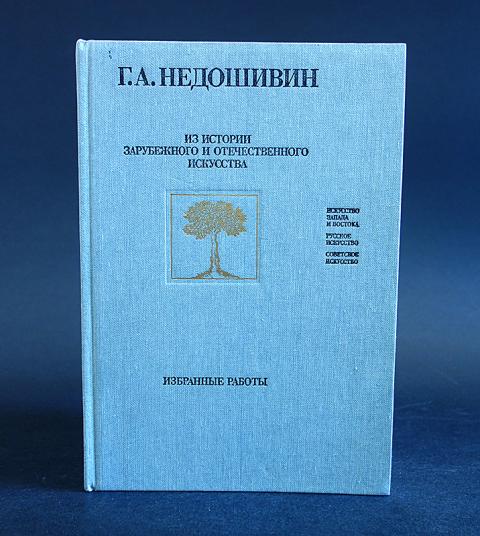 Г.А.НЕДОШИВИН
ИЗ ИСТОРИИ
ЗАРУБЕЖНОГО И ОТЕЧЕСТВЕННОГО
ИСКУССТВА
ИСКУССТВО
ЗАПАДА
И ВОСТОКА,
РУССКОЕ
ИСКУССТВО
СОВЕТСКОЕ
ИСКУССТВО
ИЗБРАННЫЕ РАБОТЫ